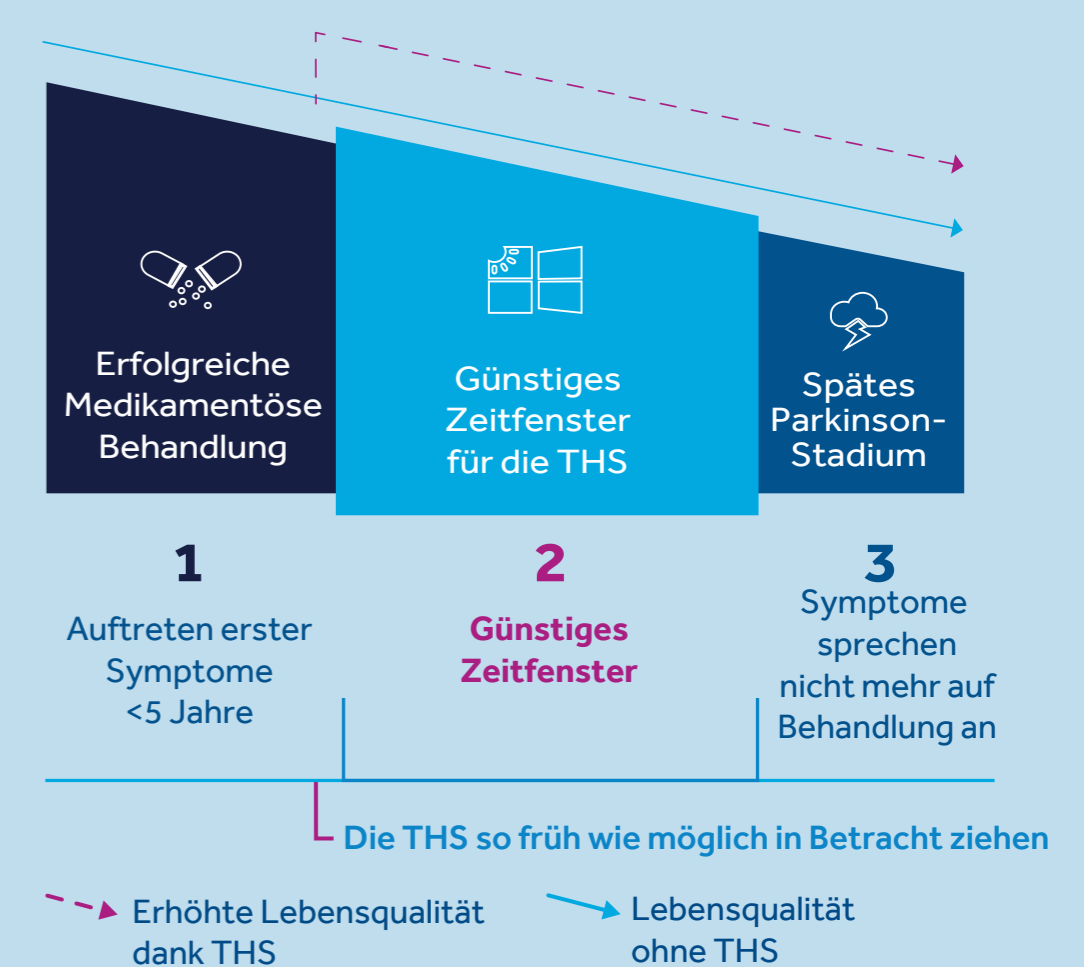 Erfolgreiche
Medikamentöse
Behandlung
Günstiges
Zeitfenster
für die THS
Spätes
Parkinson-
Stadium
1
Auftreten erster
Symptome
<5 Jahre
2
Günstiges
Zeitfenster
3
Symptome
sprechen
nicht mehr auf
Behandlung an
Die THS so früh wie möglich in Betracht ziehen
Erhöhte Lebensqualität
dank THS
Lebensqualität
ohne THS